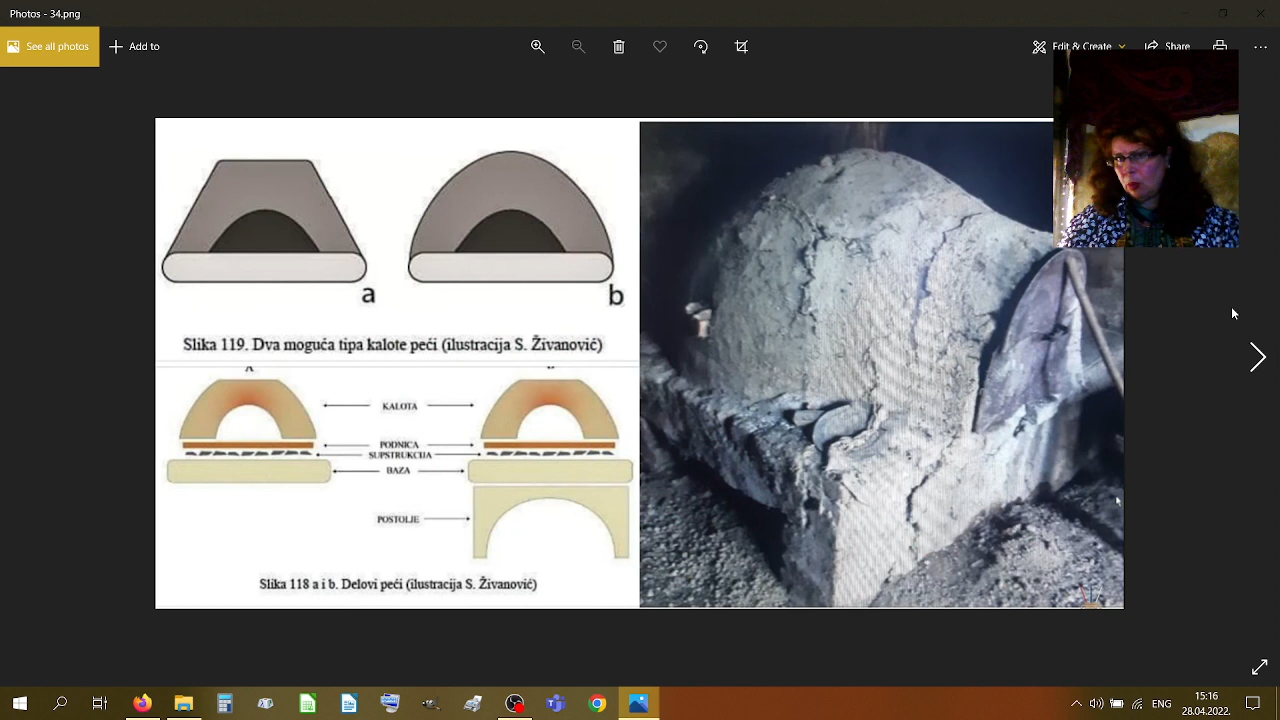 Photos - 34.png
See all photos
Add to
Edit & Create
Share
a
b
Slika 119. Dva moguća tipa kalote peći (ilustracija S. Živanović)
KALOTA
PODNICA
SUPSTRUKCIJA
BAZA
POSTOLJE
Slika 118 a i b. Delovi peći (ilustracija S. Živanović)
ENG
15:16
28.04.2022.